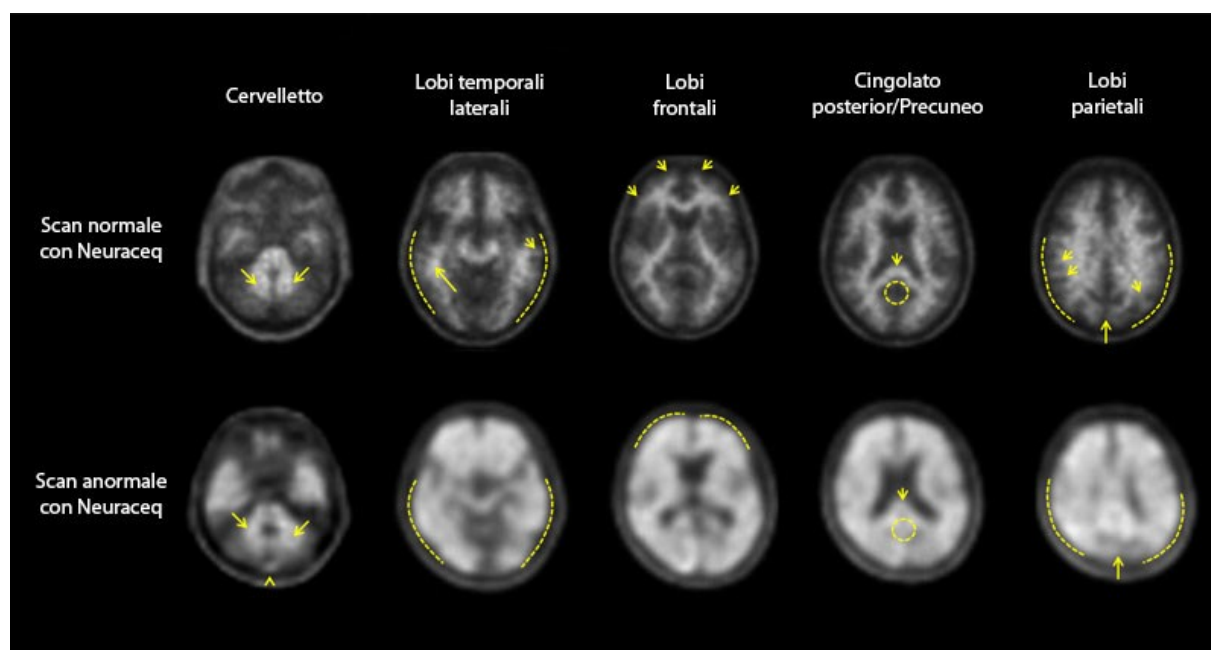 Cervelletto
Lobi temporali
laterali
Lobi
frontali
Cingolato
posterior/Precuneo
Lobi
parietali
Scan normale
con Neuraceq
Scan anormale
con Neuraceq